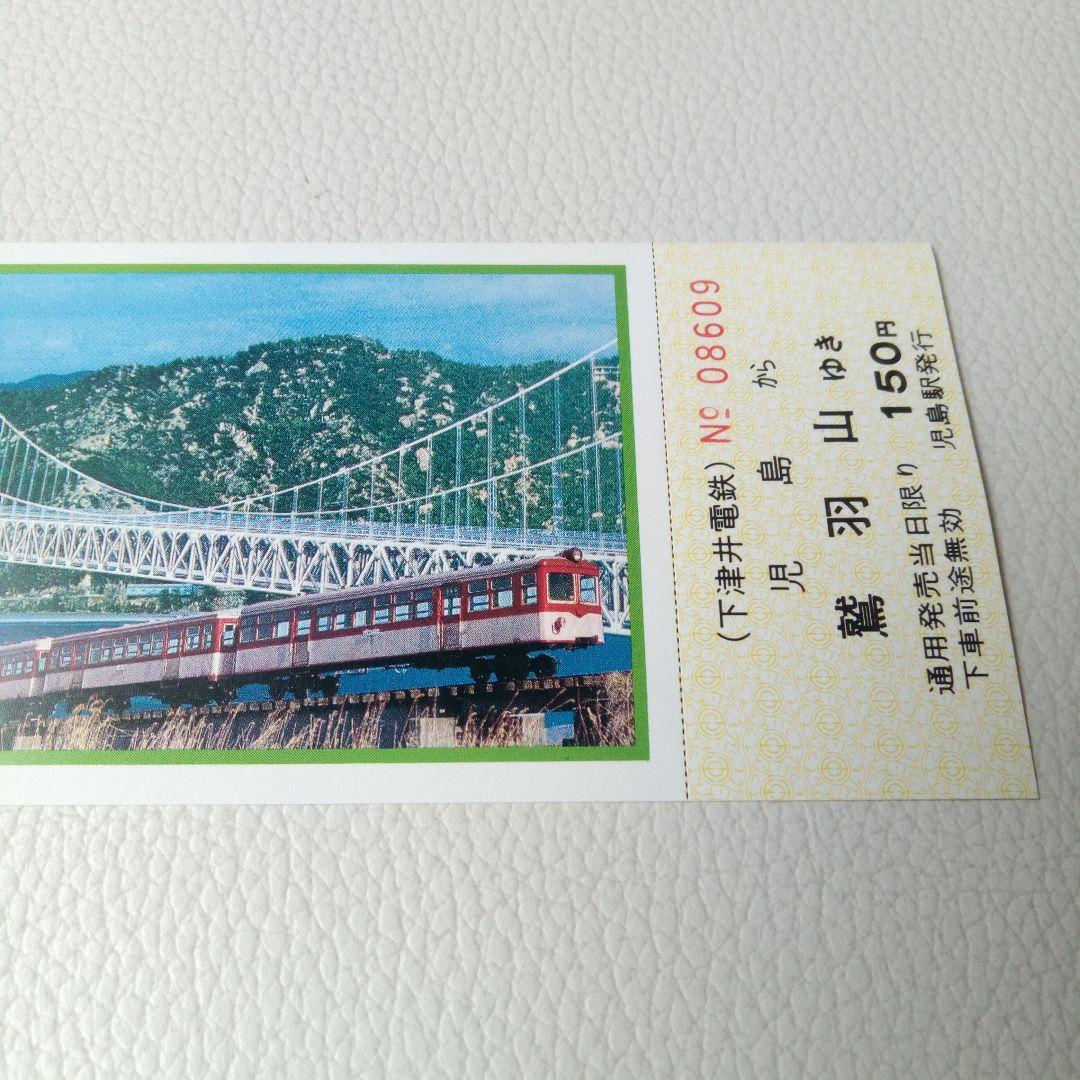 № 08609
(下津井電鉄)
児島から
鷲羽山ゆき
150円
通用発売当日限り
下車前途無効 児島駅発行